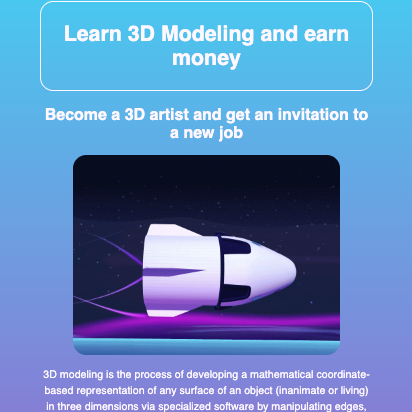 Learn 3D Modeling and earn
money
Become a 3D artist and get an invitation to
a new job
3D modeling is the process of developing a mathematical coordinate-
based representation of any surface of an object (inanimate or living)
in three dimensions via specialized software by manipulating edges,